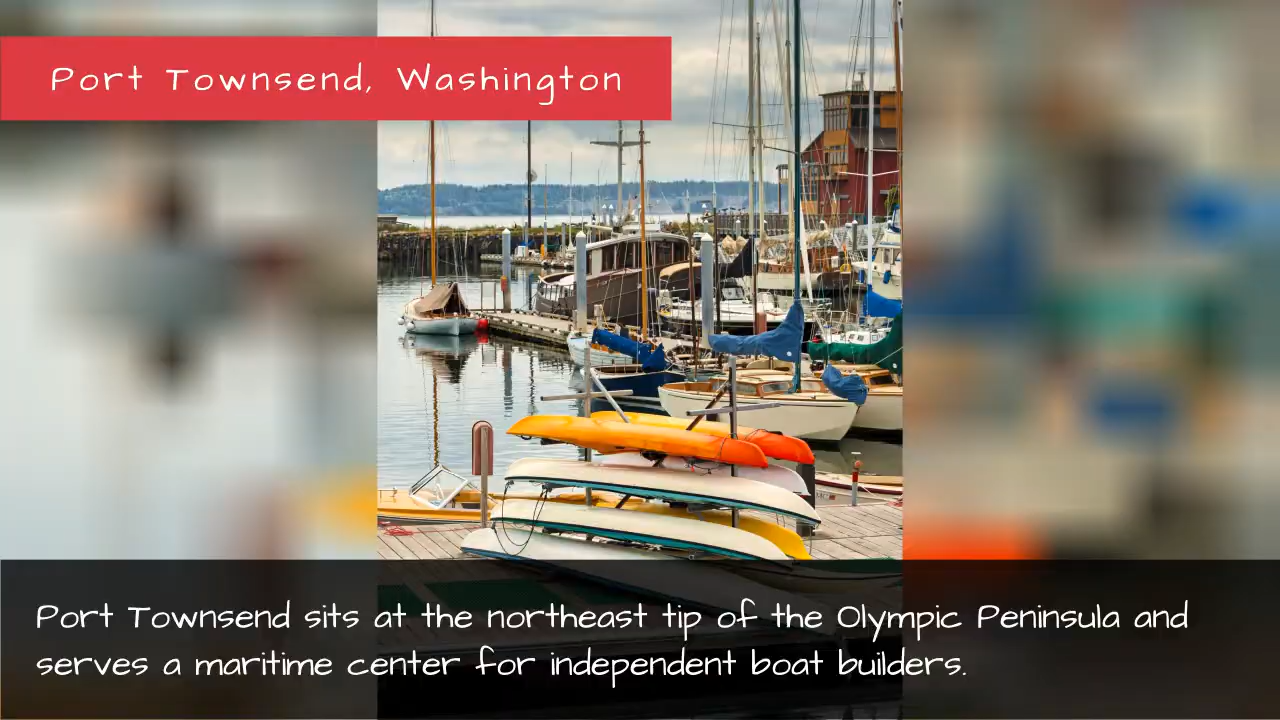 Port Townsend, Washington
Port Townsend sits at the northeast tip of the Olympic Peninsula and
serves a maritime center for independent boat builders.